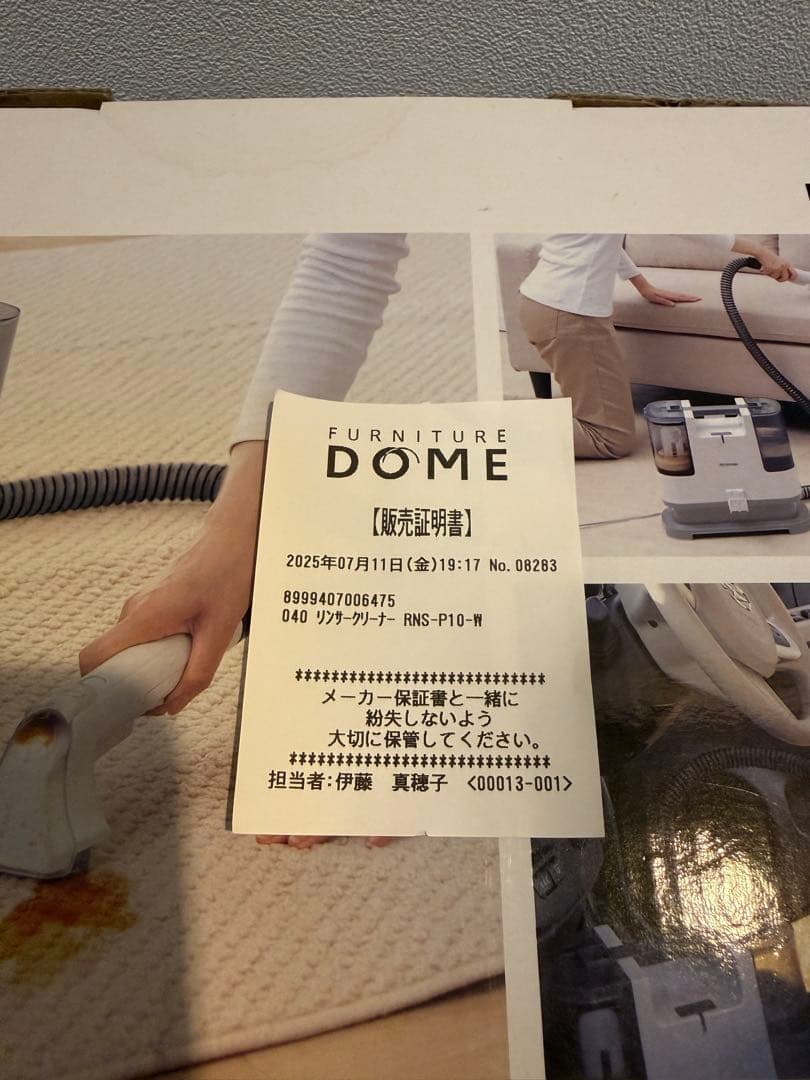 FURNITURE
DOME
【販売証明書】
2025年07月11日(金)19:17 No.08283
8999407006475
040 リンサークリーナー RNS-P10-W
****************************
メーカー保証書と一緒に
紛失しないよう
大切に保管してください。
*****************************
担当者:伊藤 真穂子 <00013-001>